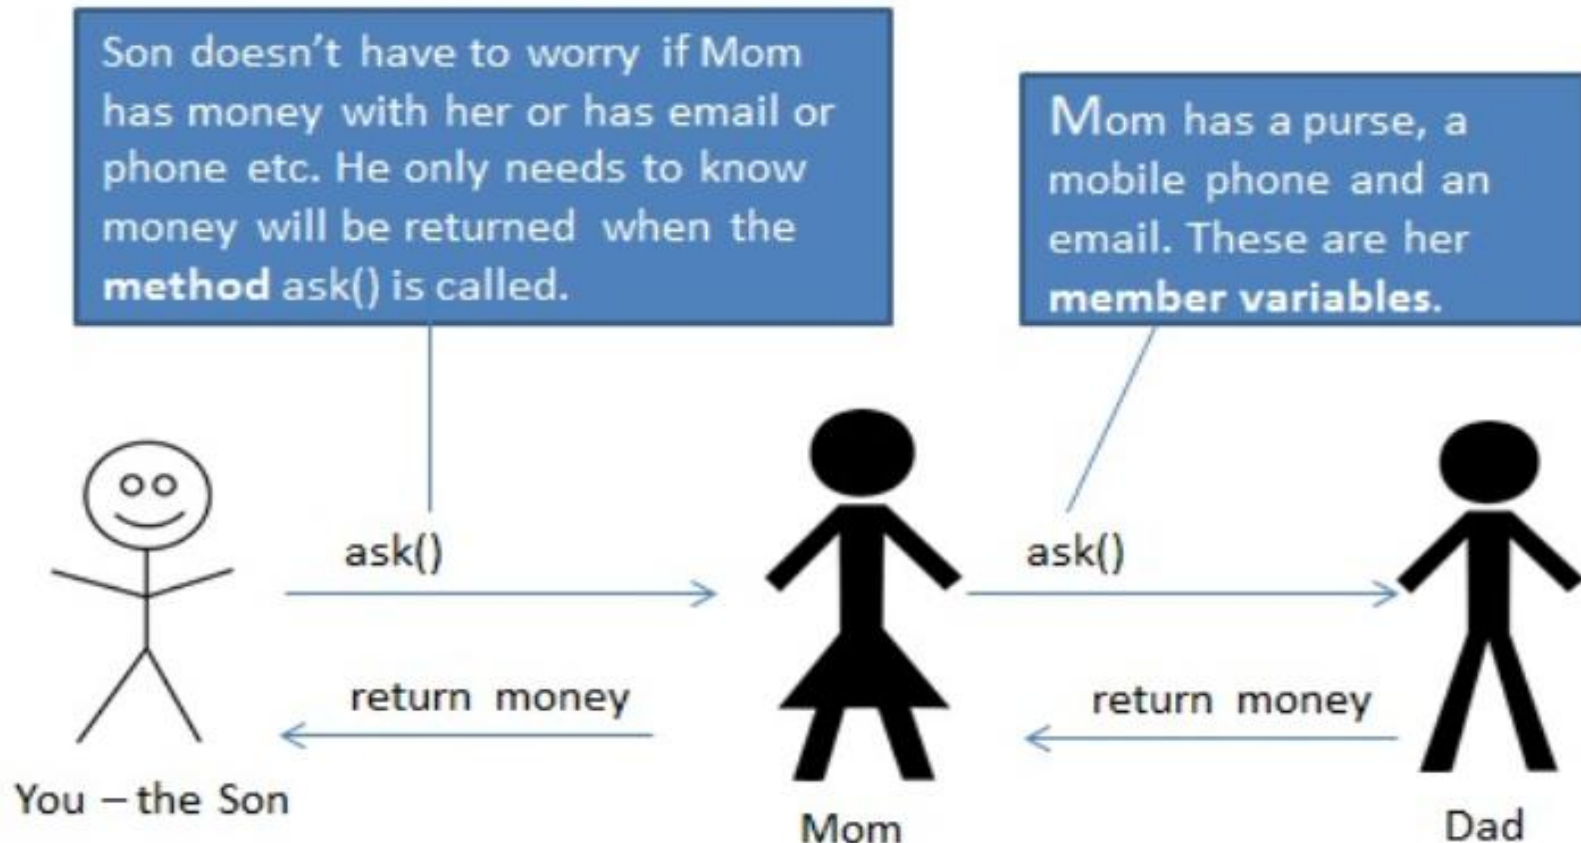 Son doesn't have to worry if Mom
has money with her or has email or
phone etc. He only needs to know
money will be returned when the
method ask() is called.
Mom has a purse, a
mobile phone and an
email. These are her
member variables.
ask()
ask()
return money
return money
You – the Son
Mom
Dad